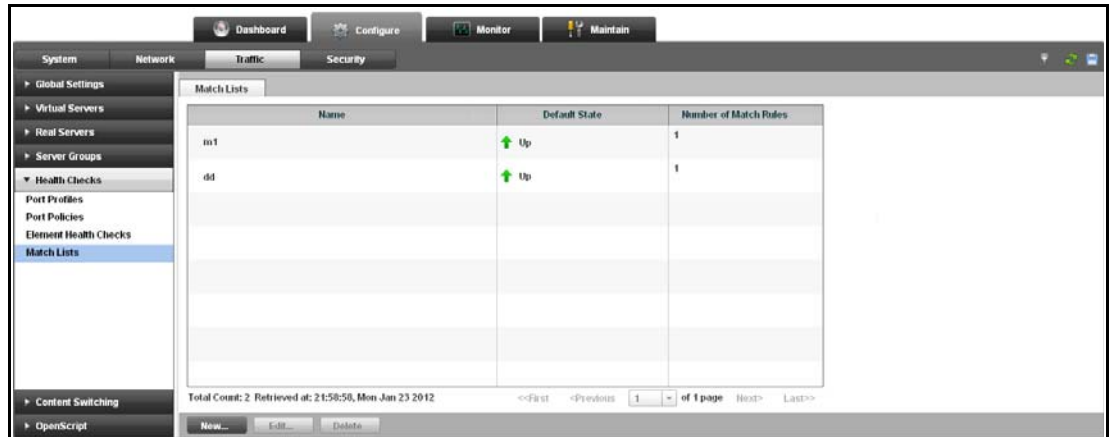 Dashboard Configure Monitor Maintain
System Network Traffic Security
Global Settings
Virtual Servers
Real Servers
Server Groups
Health Checks
Port Profiles
Port Policies
Element Health Checks
Match Lists
Content Switching
OpenScript
Match Lists
Name Default State Number of Match Rules
m1 Up 1
dd Up 1
Total Count: 2 Retrieved at: 21:58:58, Mon Jan 23 2012 <<First <Previous 1 of 1 page Next> Last>>
New... Edit... Delete